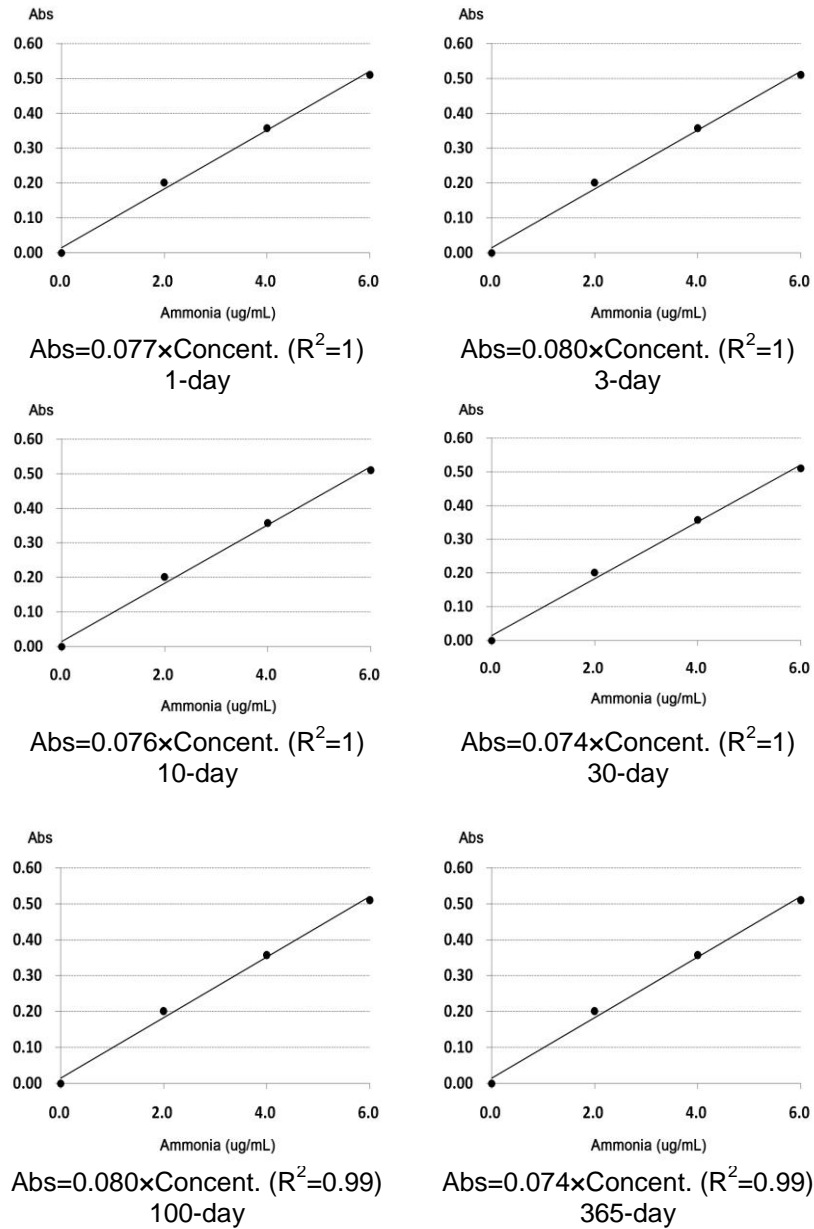 Abs
0.60
0.50
0.40
0.30
0.20
0.10
0.00
0.0 2.0 4.0 6.0
Ammonia (ug/mL)
Abs=0.077×Concent. (R²=1)
1-day
Abs
0.60
0.50
0.40
0.30
0.20
0.10
0.00
0.0 2.0 4.0 6.0
Ammonia (ug/mL)
Abs=0.080×Concent. (R²=1)
3-day
Abs
0.60
0.50
0.40
0.30
0.20
0.10
0.00
0.0 2.0 4.0 6.0
Ammonia (ug/mL)
Abs=0.076×Concent. (R²=1)
10-day
Abs
0.60
0.50
0.40
0.30
0.20
0.10
0.00
0.0 2.0 4.0 6.0
Ammonia (ug/mL)
Abs=0.074×Concent. (R²=1)
30-day
Abs
0.60
0.50
0.40
0.30
0.20
0.10
0.00
0.0 2.0 4.0 6.0
Ammonia (ug/mL)
Abs=0.080×Concent. (R²=0.99)
100-day
Abs
0.60
0.50
0.40
0.30
0.20
0.10
0.00
0.0 2.0 4.0 6.0
Ammonia (ug/mL)
Abs=0.074×Concent. (R²=0.99)
365-day